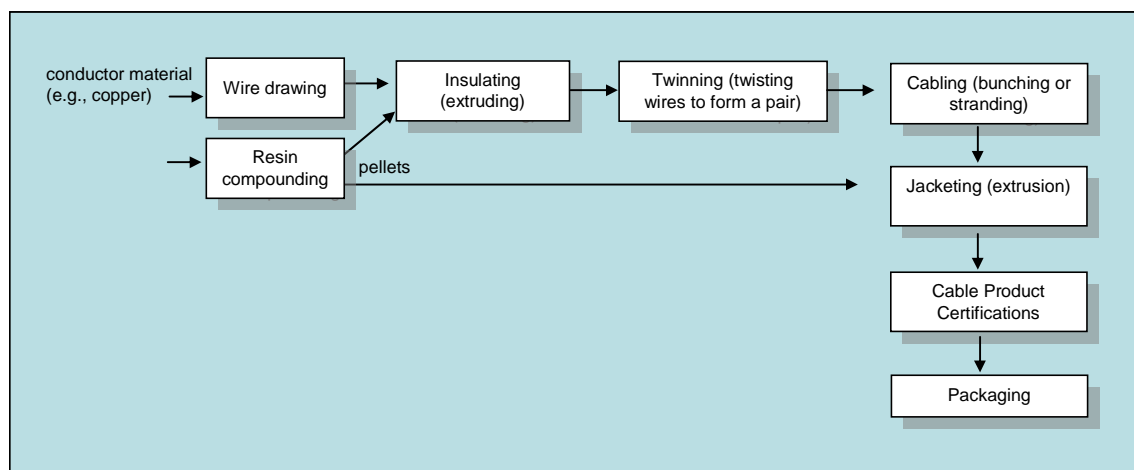 conductor material
(e.g., copper)
Wire drawing
Insulating
(extruding)
Twinning (twisting
wires to form a pair)
Cabling (bunching or
stranding)
Resin
compounding
pellets
Jacketing (extrusion)
Cable Product
Certifications
Packaging